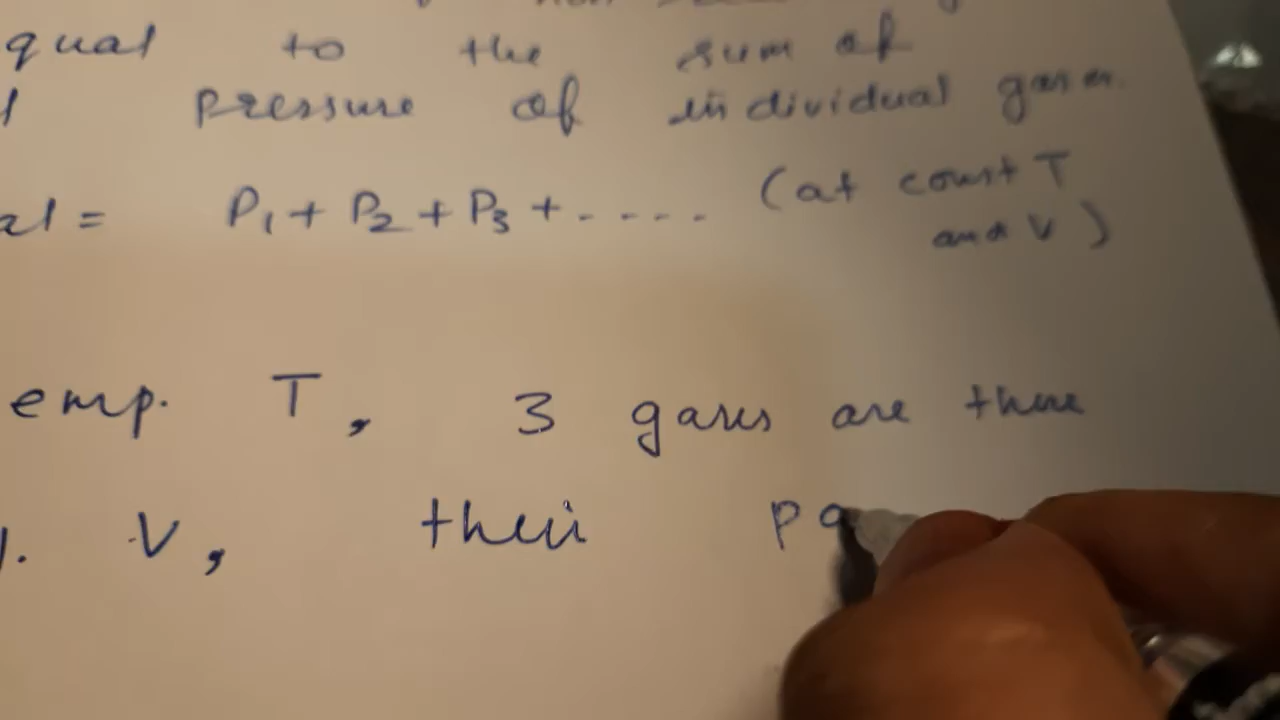 qual to the sum of
l pressure of individual gases.
al = P₁ + P₂ + P₃ + ..... (at const T
and V)
emp. T, 3 gases are there
l. V, their pa